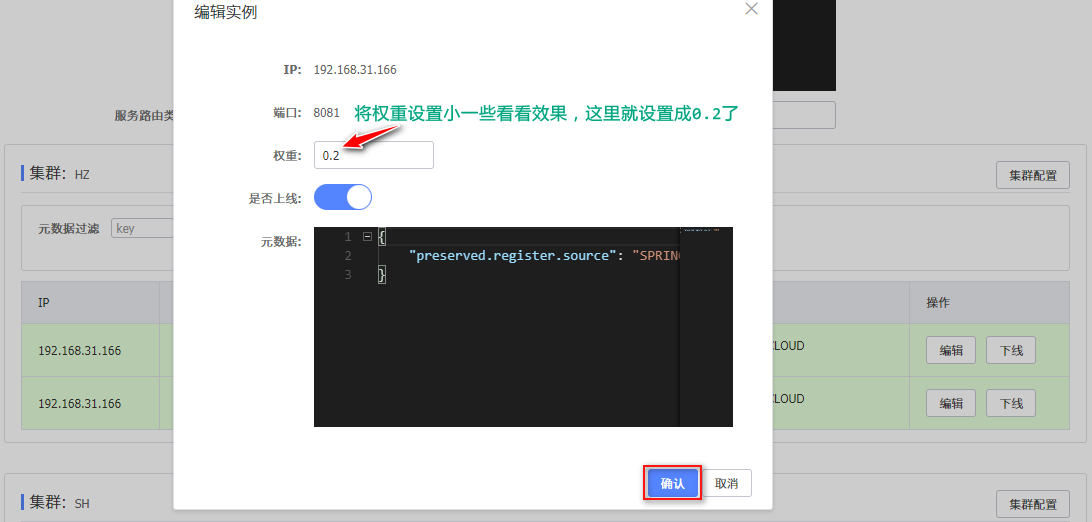 编辑实例
IP: 192.168.31.166
端口: 8081 将权重设置小一些看看效果，这里就设置成0.2了
服务路由类
权重: 0.2
集群: HZ 集群配置
是否上线:
元数据过滤 key
元数据:
1 {
2 "preserved.register.source": "SPRING
3 }
IP 操作
192.168.31.166 CLOUD 编辑 下线
192.168.31.166 CLOUD 编辑 下线
确认 取消
集群: SH 集群配置